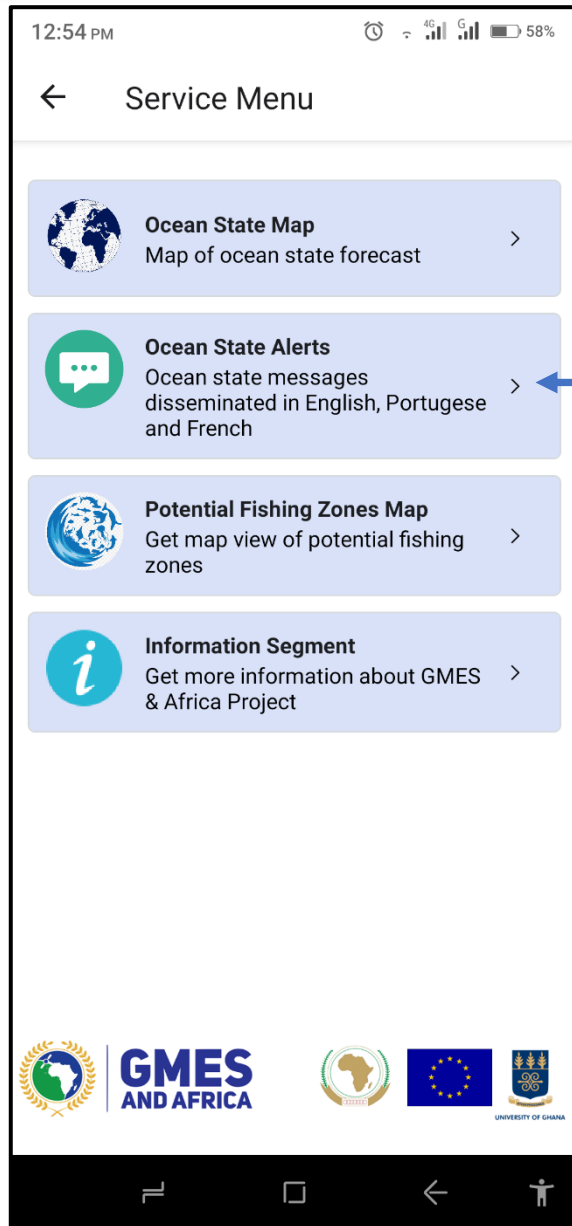 12:54 PM 4G G 58%
Service Menu
Ocean State Map
Map of ocean state forecast
Ocean State Alerts
Ocean state messages
disseminated in English, Portugese
and French
Potential Fishing Zones Map
Get map view of potential fishing
zones
i
Information Segment
Get more information about GMES
& Africa Project
GMES
AND AFRICA
UNIVERSITY OF GHANA